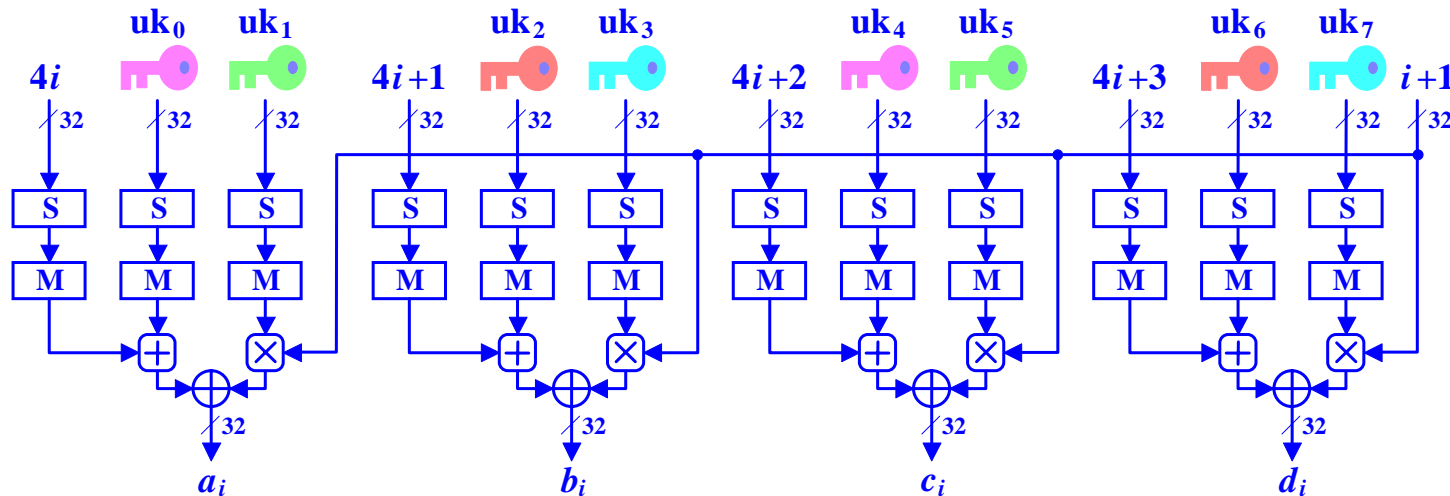 uk₀ uk₁ uk₂ uk₃ uk₄ uk₅ uk₆ uk₇
4i 4i+1 4i+2 4i+3 i+1
32 32 32 32 32 32 32 32 32 32 32 32 32
S S S S S S S S S S S S
M M M M M M M M M M M M
32 32 32 32
aᵢ bᵢ cᵢ dᵢ